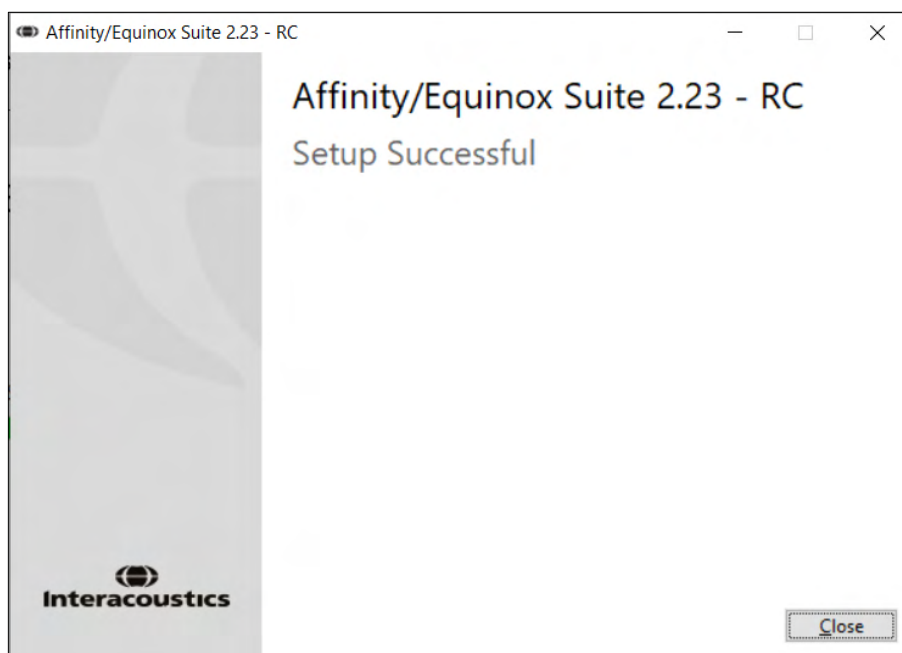 Affinity/Equinox Suite 2.23 - RC
Affinity/Equinox Suite 2.23 - RC
Setup Successful
Interacoustics
Close